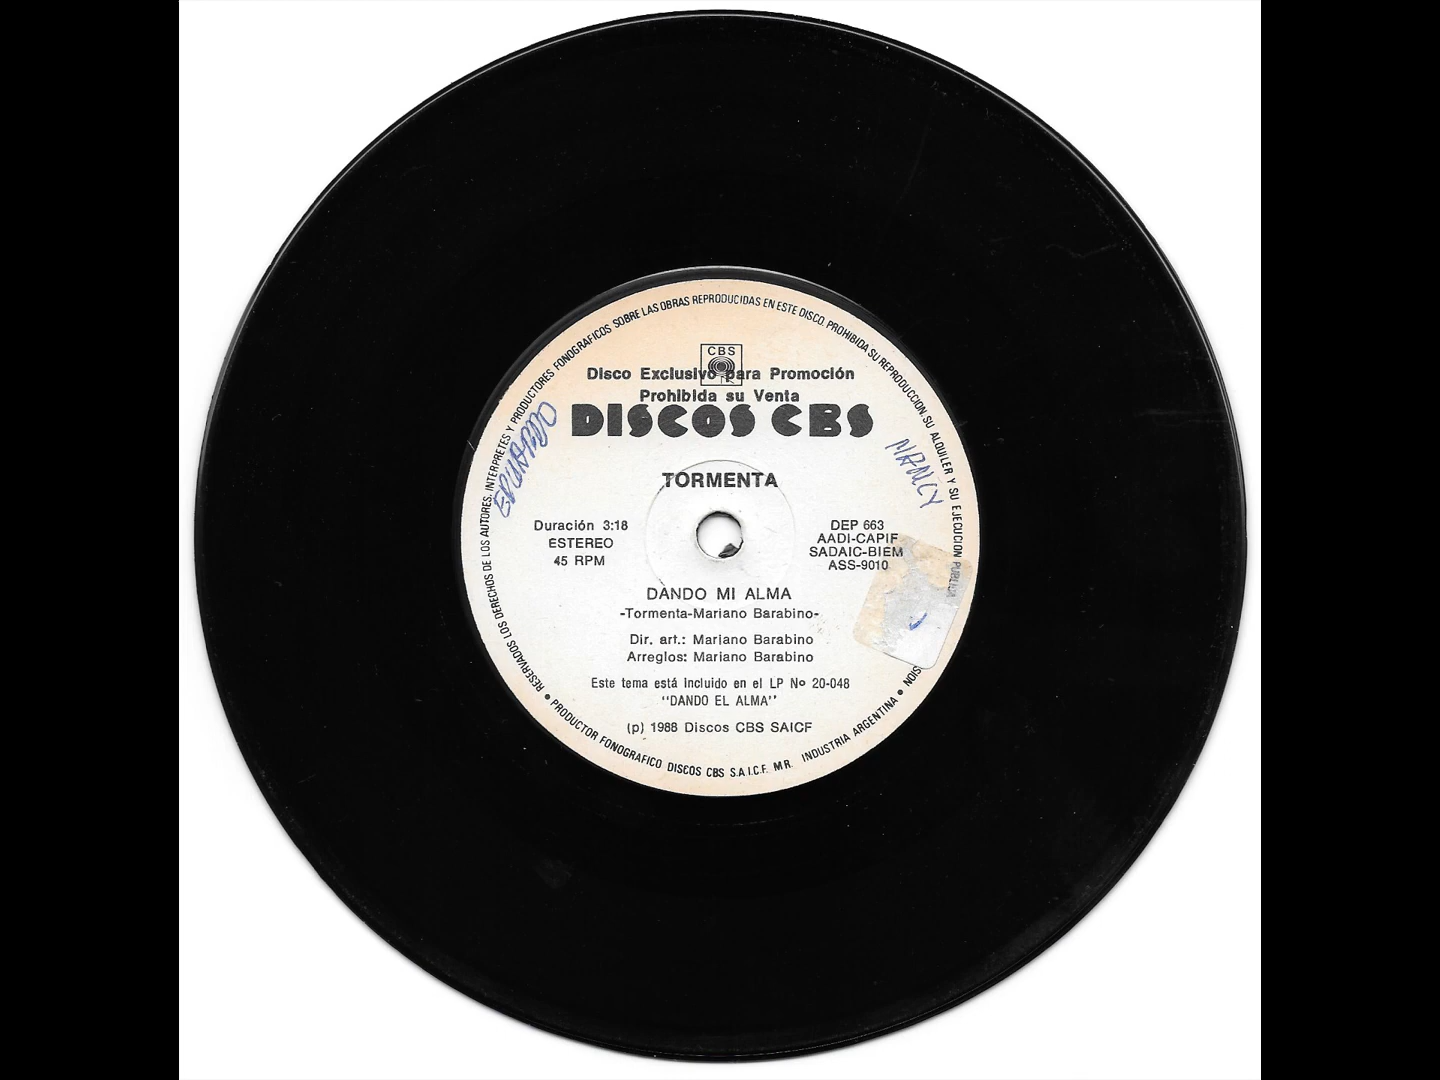 RESERVADOS LOS DERECHOS DE LOS AUTORES, INTERPRETES Y PRODUCTORES FONOGRAFICOS SOBRE LAS OBRAS REPRODUCIDAS EN ESTE DISCO. PROHIBIDA SU REPRODUCCION, SU ALQUILER Y SU EJECUCION PUBLICA
CBS
Disco Exclusivo para Promoción
Prohibida su Venta
DISCOS CBS
EDUARDO
NANCY
TORMENTA
Duración 3:18
ESTEREO
45 RPM
DEP 663
AADI-CAPIF
SADAIC-BIEM
ASS-9010
DANDO MI ALMA
-Tormenta-Mariano Barabino-
Dir. art.: Mariano Barabino
Arreglos: Mariano Barabino
Este tema está incluido en el LP Nº 20-048
"DANDO EL ALMA"
(p) 1988 Discos CBS SAICF
• PRODUCTOR FONOGRAFICO DISCOS CBS S.A.I.C.F. MR. INDUSTRIA ARGENTINA •